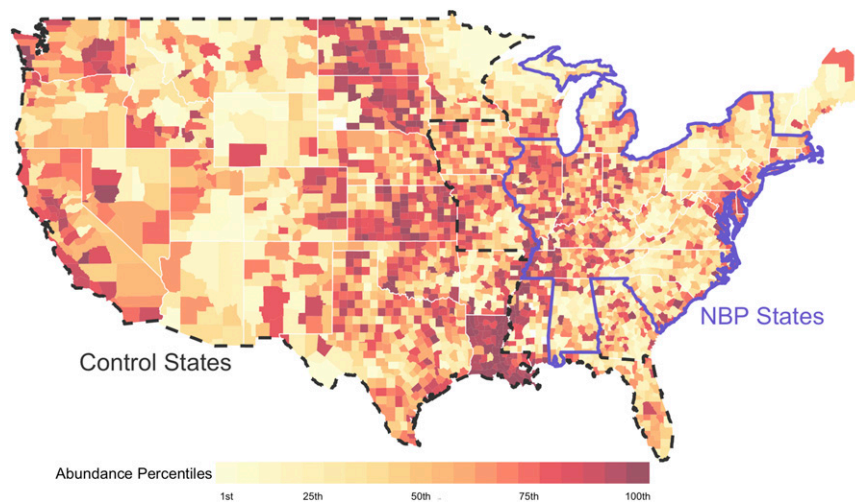 NBP States
Control States
Abundance Percentiles
1st 25th 50th 75th 100th